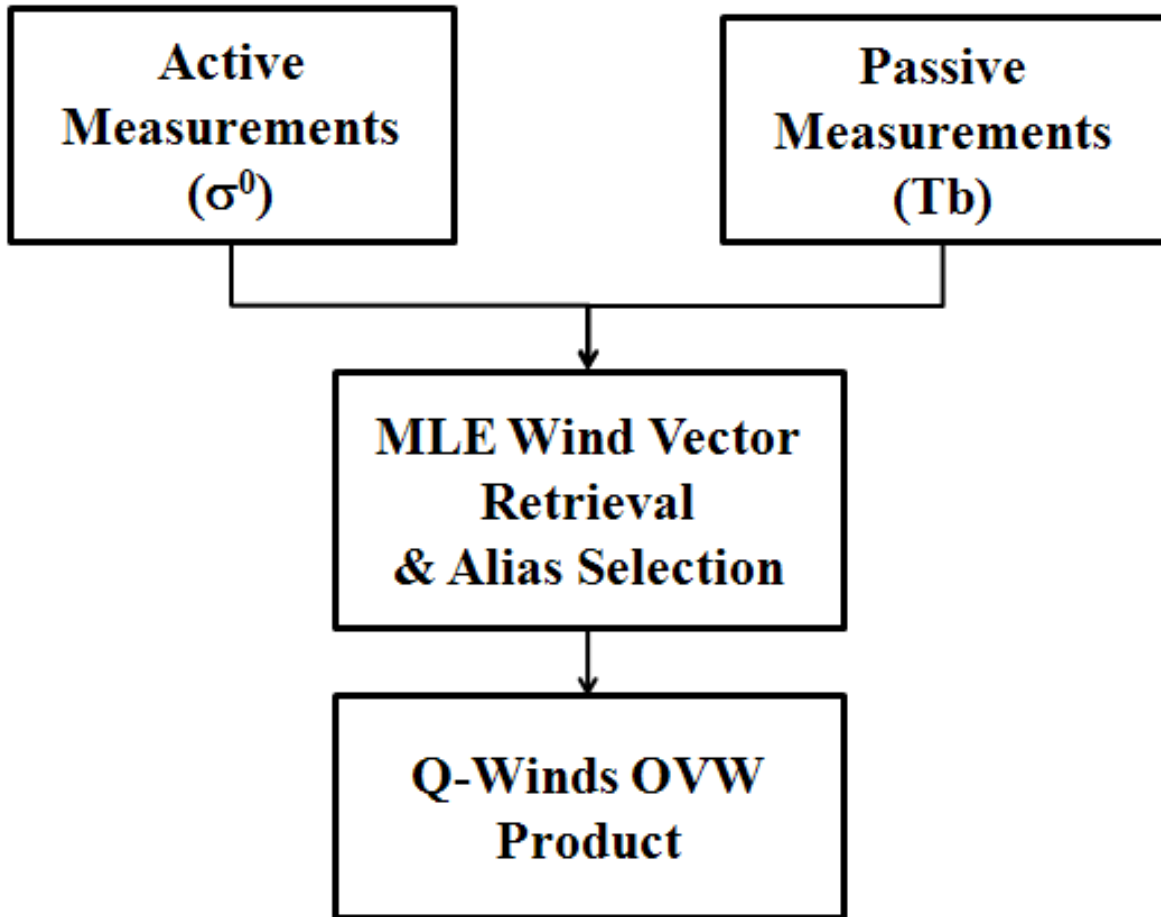 Active
Measurements
(σ⁰)
Passive
Measurements
(Tb)
MLE Wind Vector
Retrieval
& Alias Selection
Q-Winds OVW
Product